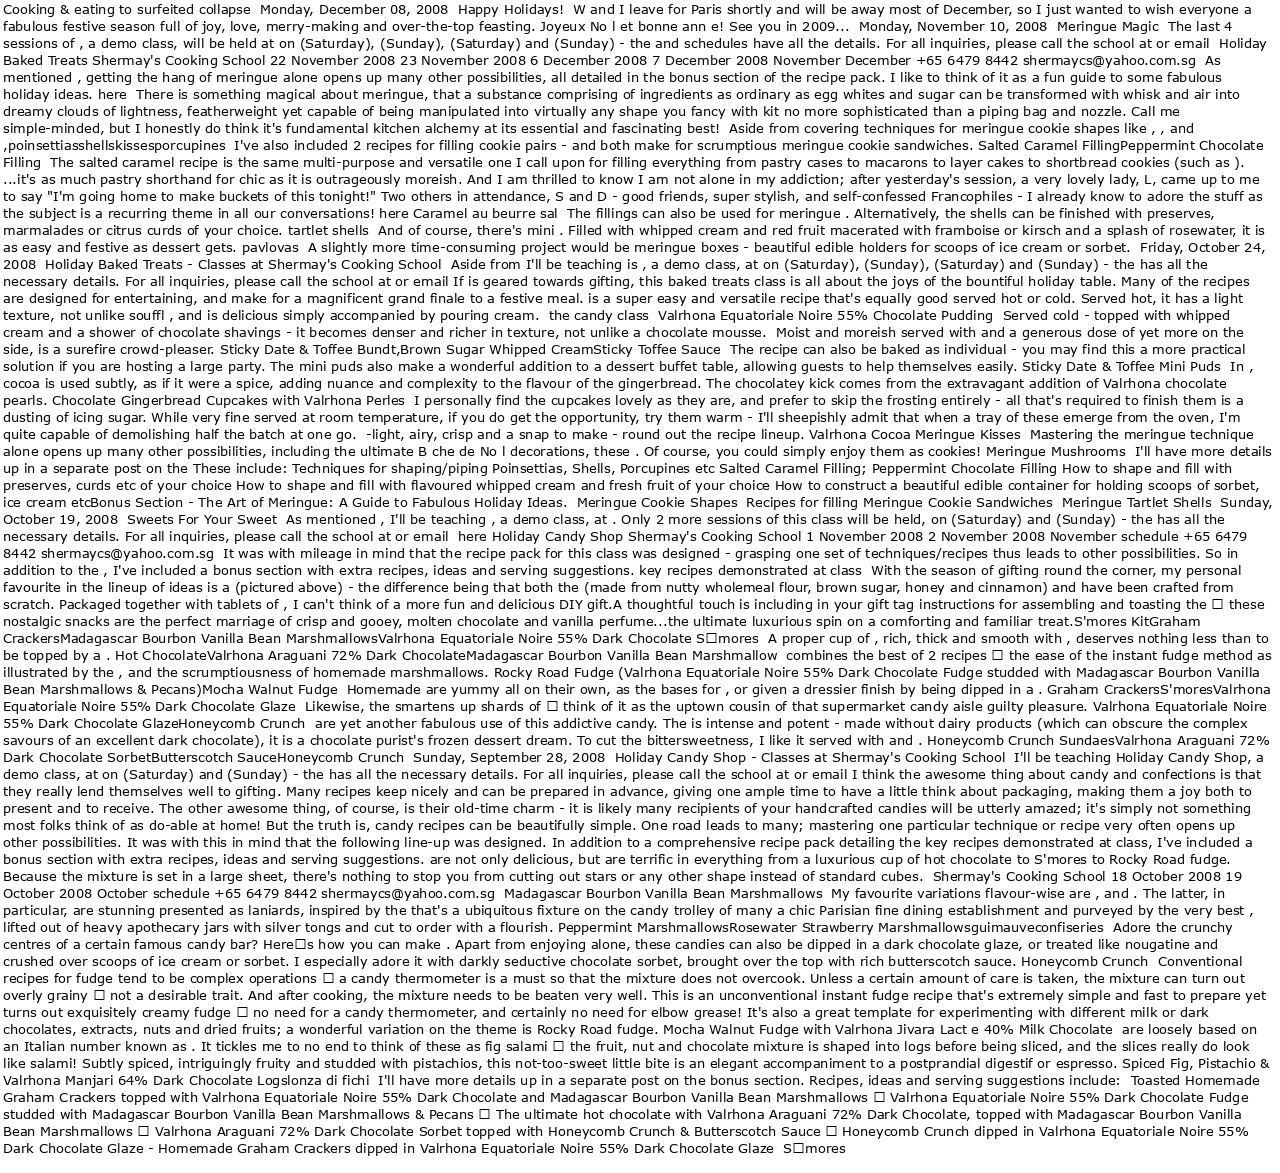 Cooking & eating to surfeited collapse  Monday, December 08, 2008  Happy Holidays!  W and I leave for Paris shortly and will be away most of December, so I just wanted to wish everyone a
fabulous festive season full of joy, love, merry-making and over-the-top feasting. Joyeux No l et bonne ann e! See you in 2009...  Monday, November 10, 2008  Meringue Magic  The last 4
sessions of , a demo class, will be held at on (Saturday), (Sunday), (Saturday) and (Sunday) - the and schedules have all the details. For all inquiries, please call the school at or email  Holiday
Baked Treats Shermay's Cooking School 22 November 2008 23 November 2008 6 December 2008 7 December 2008 November December +65 6479 8442 shermaycs@yahoo.com.sg  As
mentioned , getting the hang of meringue alone opens up many other possibilities, all detailed in the bonus section of the recipe pack. I like to think of it as a fun guide to some fabulous
holiday ideas. here  There is something magical about meringue, that a substance comprising of ingredients as ordinary as egg whites and sugar can be transformed with whisk and air into
dreamy clouds of lightness, featherweight yet capable of being manipulated into virtually any shape you fancy with kit no more sophisticated than a piping bag and nozzle. Call me
simple-minded, but I honestly do think it's fundamental kitchen alchemy at its essential and fascinating best!  Aside from covering techniques for meringue cookie shapes like , , and
,poinsettiasshellskissesporcupines  I've also included 2 recipes for filling cookie pairs - and both make for scrumptious meringue cookie sandwiches. Salted Caramel FillingPeppermint Chocolate
Filling  The salted caramel recipe is the same multi-purpose and versatile one I call upon for filling everything from pastry cases to macarons to layer cakes to shortbread cookies (such as ).
...it's as much pastry shorthand for chic as it is outrageously moreish. And I am thrilled to know I am not alone in my addiction; after yesterday's session, a very lovely lady, L, came up to me
to say "I'm going home to make buckets of this tonight!" Two others in attendance, S and D - good friends, super stylish, and self-confessed Francophiles - I already know to adore the stuff as
the subject is a recurring theme in all our conversations! here Caramel au beurre sal  The fillings can also be used for meringue . Alternatively, the shells can be finished with preserves,
marmalades or citrus curds of your choice. tartlet shells  And of course, there's mini . Filled with whipped cream and red fruit macerated with framboise or kirsch and a splash of rosewater, it is
as easy and festive as dessert gets. pavlovas  A slightly more time-consuming project would be meringue boxes - beautiful edible holders for scoops of ice cream or sorbet.  Friday, October 24,
2008  Holiday Baked Treats - Classes at Shermay's Cooking School  Aside from I'll be teaching is , a demo class, at on (Saturday), (Sunday), (Saturday) and (Sunday) - the has all the
necessary details. For all inquiries, please call the school at or email If is geared towards gifting, this baked treats class is all about the joys of the bountiful holiday table. Many of the recipes
are designed for entertaining, and make for a magnificent grand finale to a festive meal. is a super easy and versatile recipe that's equally good served hot or cold. Served hot, it has a light
texture, not unlike souffl , and is delicious simply accompanied by pouring cream.  the candy class  Valrhona Equatoriale Noire 55% Chocolate Pudding  Served cold - topped with whipped
cream and a shower of chocolate shavings - it becomes denser and richer in texture, not unlike a chocolate mousse.  Moist and moreish served with and a generous dose of yet more on the
side, is a surefire crowd-pleaser. Sticky Date & Toffee Bundt,Brown Sugar Whipped CreamSticky Toffee Sauce  The recipe can also be baked as individual - you may find this a more practical
solution if you are hosting a large party. The mini puds also make a wonderful addition to a dessert buffet table, allowing guests to help themselves easily. Sticky Date & Toffee Mini Puds  In ,
cocoa is used subtly, as if it were a spice, adding nuance and complexity to the flavour of the gingerbread. The chocolatey kick comes from the extravagant addition of Valrhona chocolate
pearls. Chocolate Gingerbread Cupcakes with Valrhona Perles  I personally find the cupcakes lovely as they are, and prefer to skip the frosting entirely - all that's required to finish them is a
dusting of icing sugar. While very fine served at room temperature, if you do get the opportunity, try them warm - I'll sheepishly admit that when a tray of these emerge from the oven, I'm
quite capable of demolishing half the batch at one go.  -light, airy, crisp and a snap to make - round out the recipe lineup. Valrhona Cocoa Meringue Kisses  Mastering the meringue technique
alone opens up many other possibilities, including the ultimate B che de No l decorations, these . Of course, you could simply enjoy them as cookies! Meringue Mushrooms  I'll have more details
up in a separate post on the These include: Techniques for shaping/piping Poinsettias, Shells, Porcupines etc Salted Caramel Filling; Peppermint Chocolate Filling How to shape and fill with
preserves, curds etc of your choice How to shape and fill with flavoured whipped cream and fresh fruit of your choice How to construct a beautiful edible container for holding scoops of sorbet,
ice cream etcBonus Section - The Art of Meringue: A Guide to Fabulous Holiday Ideas.  Meringue Cookie Shapes  Recipes for filling Meringue Cookie Sandwiches  Meringue Tartlet Shells  Sunday,
October 19, 2008  Sweets For Your Sweet  As mentioned , I'll be teaching , a demo class, at . Only 2 more sessions of this class will be held, on (Saturday) and (Sunday) - the has all the
necessary details. For all inquiries, please call the school at or email  here Holiday Candy Shop Shermay's Cooking School 1 November 2008 2 November 2008 November schedule +65 6479
8442 shermaycs@yahoo.com.sg  It was with mileage in mind that the recipe pack for this class was designed - grasping one set of techniques/recipes thus leads to other possibilities. So in
addition to the , I've included a bonus section with extra recipes, ideas and serving suggestions. key recipes demonstrated at class  With the season of gifting round the corner, my personal
favourite in the lineup of ideas is a (pictured above) - the difference being that both the (made from nutty wholemeal flour, brown sugar, honey and cinnamon) and have been crafted from
scratch. Packaged together with tablets of , I can't think of a more fun and delicious DIY gift.A thoughtful touch is including in your gift tag instructions for assembling and toasting the □ these
nostalgic snacks are the perfect marriage of crisp and gooey, molten chocolate and vanilla perfume...the ultimate luxurious spin on a comforting and familiar treat.S'mores KitGraham
CrackersMadagascar Bourbon Vanilla Bean MarshmallowsValrhona Equatoriale Noire 55% Dark Chocolate S□mores  A proper cup of , rich, thick and smooth with , deserves nothing less than to
be topped by a . Hot ChocolateValrhona Araguani 72% Dark ChocolateMadagascar Bourbon Vanilla Bean Marshmallow  combines the best of 2 recipes □ the ease of the instant fudge method as
illustrated by the , and the scrumptiousness of homemade marshmallows. Rocky Road Fudge (Valrhona Equatoriale Noire 55% Dark Chocolate Fudge studded with Madagascar Bourbon Vanilla
Bean Marshmallows & Pecans)Mocha Walnut Fudge  Homemade are yummy all on their own, as the bases for , or given a dressier finish by being dipped in a . Graham CrackersS'moresValrhona
Equatoriale Noire 55% Dark Chocolate Glaze  Likewise, the smartens up shards of □ think of it as the uptown cousin of that supermarket candy aisle guilty pleasure. Valrhona Equatoriale Noire
55% Dark Chocolate GlazeHoneycomb Crunch  are yet another fabulous use of this addictive candy. The is intense and potent - made without dairy products (which can obscure the complex
savours of an excellent dark chocolate), it is a chocolate purist's frozen dessert dream. To cut the bittersweetness, I like it served with and . Honeycomb Crunch SundaesValrhona Araguani 72%
Dark Chocolate SorbetButterscotch SauceHoneycomb Crunch  Sunday, September 28, 2008  Holiday Candy Shop - Classes at Shermay's Cooking School  I'll be teaching Holiday Candy Shop, a
demo class, at on (Saturday) and (Sunday) - the has all the necessary details. For all inquiries, please call the school at or email I think the awesome thing about candy and confections is that
they really lend themselves well to gifting. Many recipes keep nicely and can be prepared in advance, giving one ample time to have a little think about packaging, making them a joy both to
present and to receive. The other awesome thing, of course, is their old-time charm - it is likely many recipients of your handcrafted candies will be utterly amazed; it's simply not something
most folks think of as do-able at home! But the truth is, candy recipes can be beautifully simple. One road leads to many; mastering one particular technique or recipe very often opens up
other possibilities. It was with this in mind that the following line-up was designed. In addition to a comprehensive recipe pack detailing the key recipes demonstrated at class, I've included a
bonus section with extra recipes, ideas and serving suggestions. are not only delicious, but are terrific in everything from a luxurious cup of hot chocolate to S'mores to Rocky Road fudge.
Because the mixture is set in a large sheet, there's nothing to stop you from cutting out stars or any other shape instead of standard cubes.  Shermay's Cooking School 18 October 2008 19
October 2008 October schedule +65 6479 8442 shermaycs@yahoo.com.sg  Madagascar Bourbon Vanilla Bean Marshmallows  My favourite variations flavour-wise are , and . The latter, in
particular, are stunning presented as laniards, inspired by the that's a ubiquitous fixture on the candy trolley of many a chic Parisian fine dining establishment and purveyed by the very best ,
lifted out of heavy apothecary jars with silver tongs and cut to order with a flourish. Peppermint MarshmallowsRosewater Strawberry Marshmallowsguimauveconfiseries  Adore the crunchy
centres of a certain famous candy bar? Here□s how you can make . Apart from enjoying alone, these candies can also be dipped in a dark chocolate glaze, or treated like nougatine and
crushed over scoops of ice cream or sorbet. I especially adore it with darkly seductive chocolate sorbet, brought over the top with rich butterscotch sauce. Honeycomb Crunch  Conventional
recipes for fudge tend to be complex operations □ a candy thermometer is a must so that the mixture does not overcook. Unless a certain amount of care is taken, the mixture can turn out
overly grainy □ not a desirable trait. And after cooking, the mixture needs to be beaten very well. This is an unconventional instant fudge recipe that's extremely simple and fast to prepare yet
turns out exquisitely creamy fudge □ no need for a candy thermometer, and certainly no need for elbow grease! It's also a great template for experimenting with different milk or dark
chocolates, extracts, nuts and dried fruits; a wonderful variation on the theme is Rocky Road fudge. Mocha Walnut Fudge with Valrhona Jivara Lact e 40% Milk Chocolate  are loosely based on
an Italian number known as . It tickles me to no end to think of these as fig salami □ the fruit, nut and chocolate mixture is shaped into logs before being sliced, and the slices really do look
like salami! Subtly spiced, intriguingly fruity and studded with pistachios, this not-too-sweet little bite is an elegant accompaniment to a postprandial digestif or espresso. Spiced Fig, Pistachio &
Valrhona Manjari 64% Dark Chocolate Logslonza di fichi  I'll have more details up in a separate post on the bonus section. Recipes, ideas and serving suggestions include:  Toasted Homemade
Graham Crackers topped with Valrhona Equatoriale Noire 55% Dark Chocolate and Madagascar Bourbon Vanilla Bean Marshmallows □ Valrhona Equatoriale Noire 55% Dark Chocolate Fudge
studded with Madagascar Bourbon Vanilla Bean Marshmallows & Pecans □ The ultimate hot chocolate with Valrhona Araguani 72% Dark Chocolate, topped with Madagascar Bourbon Vanilla
Bean Marshmallows □ Valrhona Araguani 72% Dark Chocolate Sorbet topped with Honeycomb Crunch & Butterscotch Sauce □ Honeycomb Crunch dipped in Valrhona Equatoriale Noire 55%
Dark Chocolate Glaze - Homemade Graham Crackers dipped in Valrhona Equatoriale Noire 55% Dark Chocolate Glaze  S□mores